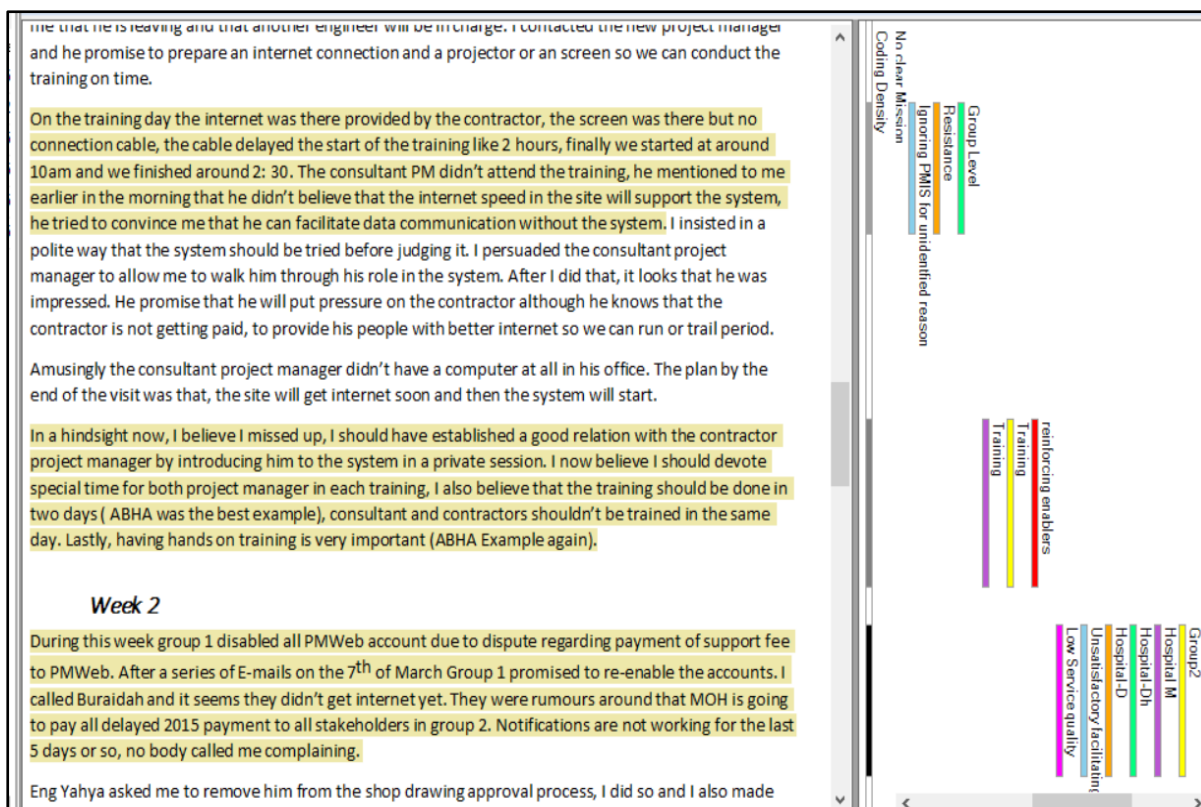 me that he is leaving and that another engineer will be in charge. I contacted the new project manager
and he promise to prepare an internet connection and a projector or an screen so we can conduct the
training on time.
On the training day the internet was there provided by the contractor, the screen was there but no
connection cable, the cable delayed the start of the training like 2 hours, finally we started at around
10am and we finished around 2: 30. The consultant PM didn't attend the training, he mentioned to me
earlier in the morning that he didn't believe that the internet speed in the site will support the system,
he tried to convince me that he can facilitate data communication without the system. I insisted in a
polite way that the system should be tried before judging it. I persuaded the consultant project
manager to allow me to walk him through his role in the system. After I did that, it looks that he was
impressed. He promise that he will put pressure on the contractor although he knows that the
contractor is not getting paid, to provide his people with better internet so we can run or trail period.
Amusingly the consultant project manager didn't have a computer at all in his office. The plan by the
end of the visit was that, the site will get internet soon and then the system will start.
In a hindsight now, I believe I missed up, I should have established a good relation with the contractor
project manager by introducing him to the system in a private session. I now believe I should devote
special time for both project manager in each training, I also believe that the training should be done in
two days ( ABHA was the best example), consultant and contractors shouldn't be trained in the same
day. Lastly, having hands on training is very important (ABHA Example again).
Week 2
During this week group 1 disabled all PMWeb account due to dispute regarding payment of support fee
to PMWeb. After a series of E-mails on the 7th of March Group 1 promised to re-enable the accounts. I
called Buraidah and it seems they didn't get internet yet. They were rumours around that MOH is going
to pay all delayed 2015 payment to all stakeholders in group 2. Notifications are not working for the last
5 days or so, no body called me complaining.
Eng Yahya asked me to remove him from the shop drawing approval process, I did so and I also made
Coding Density
No clear Mission
Ignoring PMIS for unidentified reason
Resistance
Group Level
Training
Training
reinforcing enablers
Low Service quality
Unsatisfactory facilitating
Hospital-D
Hospital-Dh
Hospital M
Group2